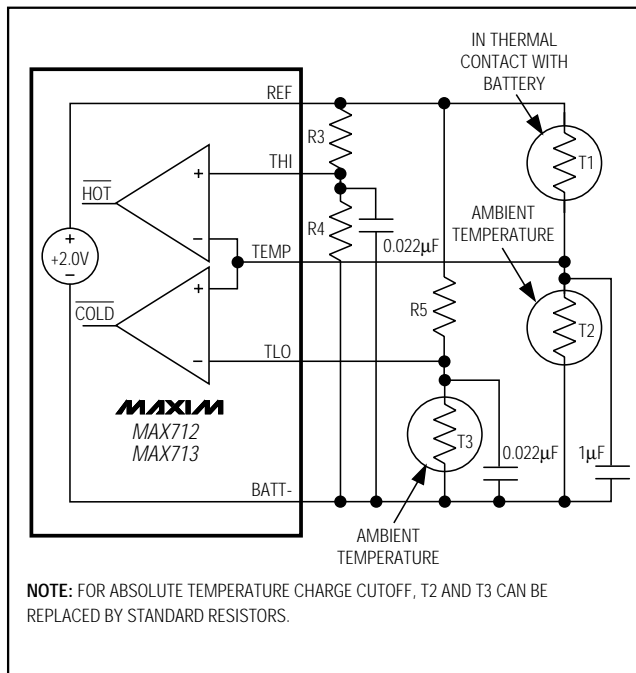 IN THERMAL
CONTACT WITH
BATTERY
REF
R3
THI
T1
HOT
R4
AMBIENT
TEMPERATURE
0.022µF
TEMP
+
−
+2.0V
+
−
+
−
COLD
R5
T2
TLO
MAXIM
MAX712
MAX713
T3
0.022µF
1µF
BATT-
AMBIENT
TEMPERATURE
NOTE: FOR ABSOLUTE TEMPERATURE CHARGE CUTOFF, T2 AND T3 CAN BE
REPLACED BY STANDARD RESISTORS.